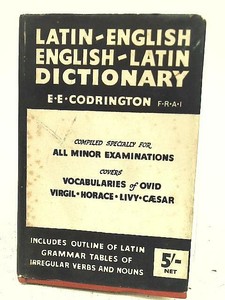 LATIN-ENGLISH
ENGLISH-LATIN
DICTIONARY
E·E·CODRINGTON F·R·A·I
COMPILED SPECIALLY FOR
ALL MINOR EXAMINATIONS
COVERS
VOCABULARIES of OVID
VIRGIL·HORACE·LIVY·CÆSAR
INCLUDES OUTLINE OF LATIN
GRAMMAR TABLES OF
IRREGULAR VERBS AND NOUNS
5/-
NET